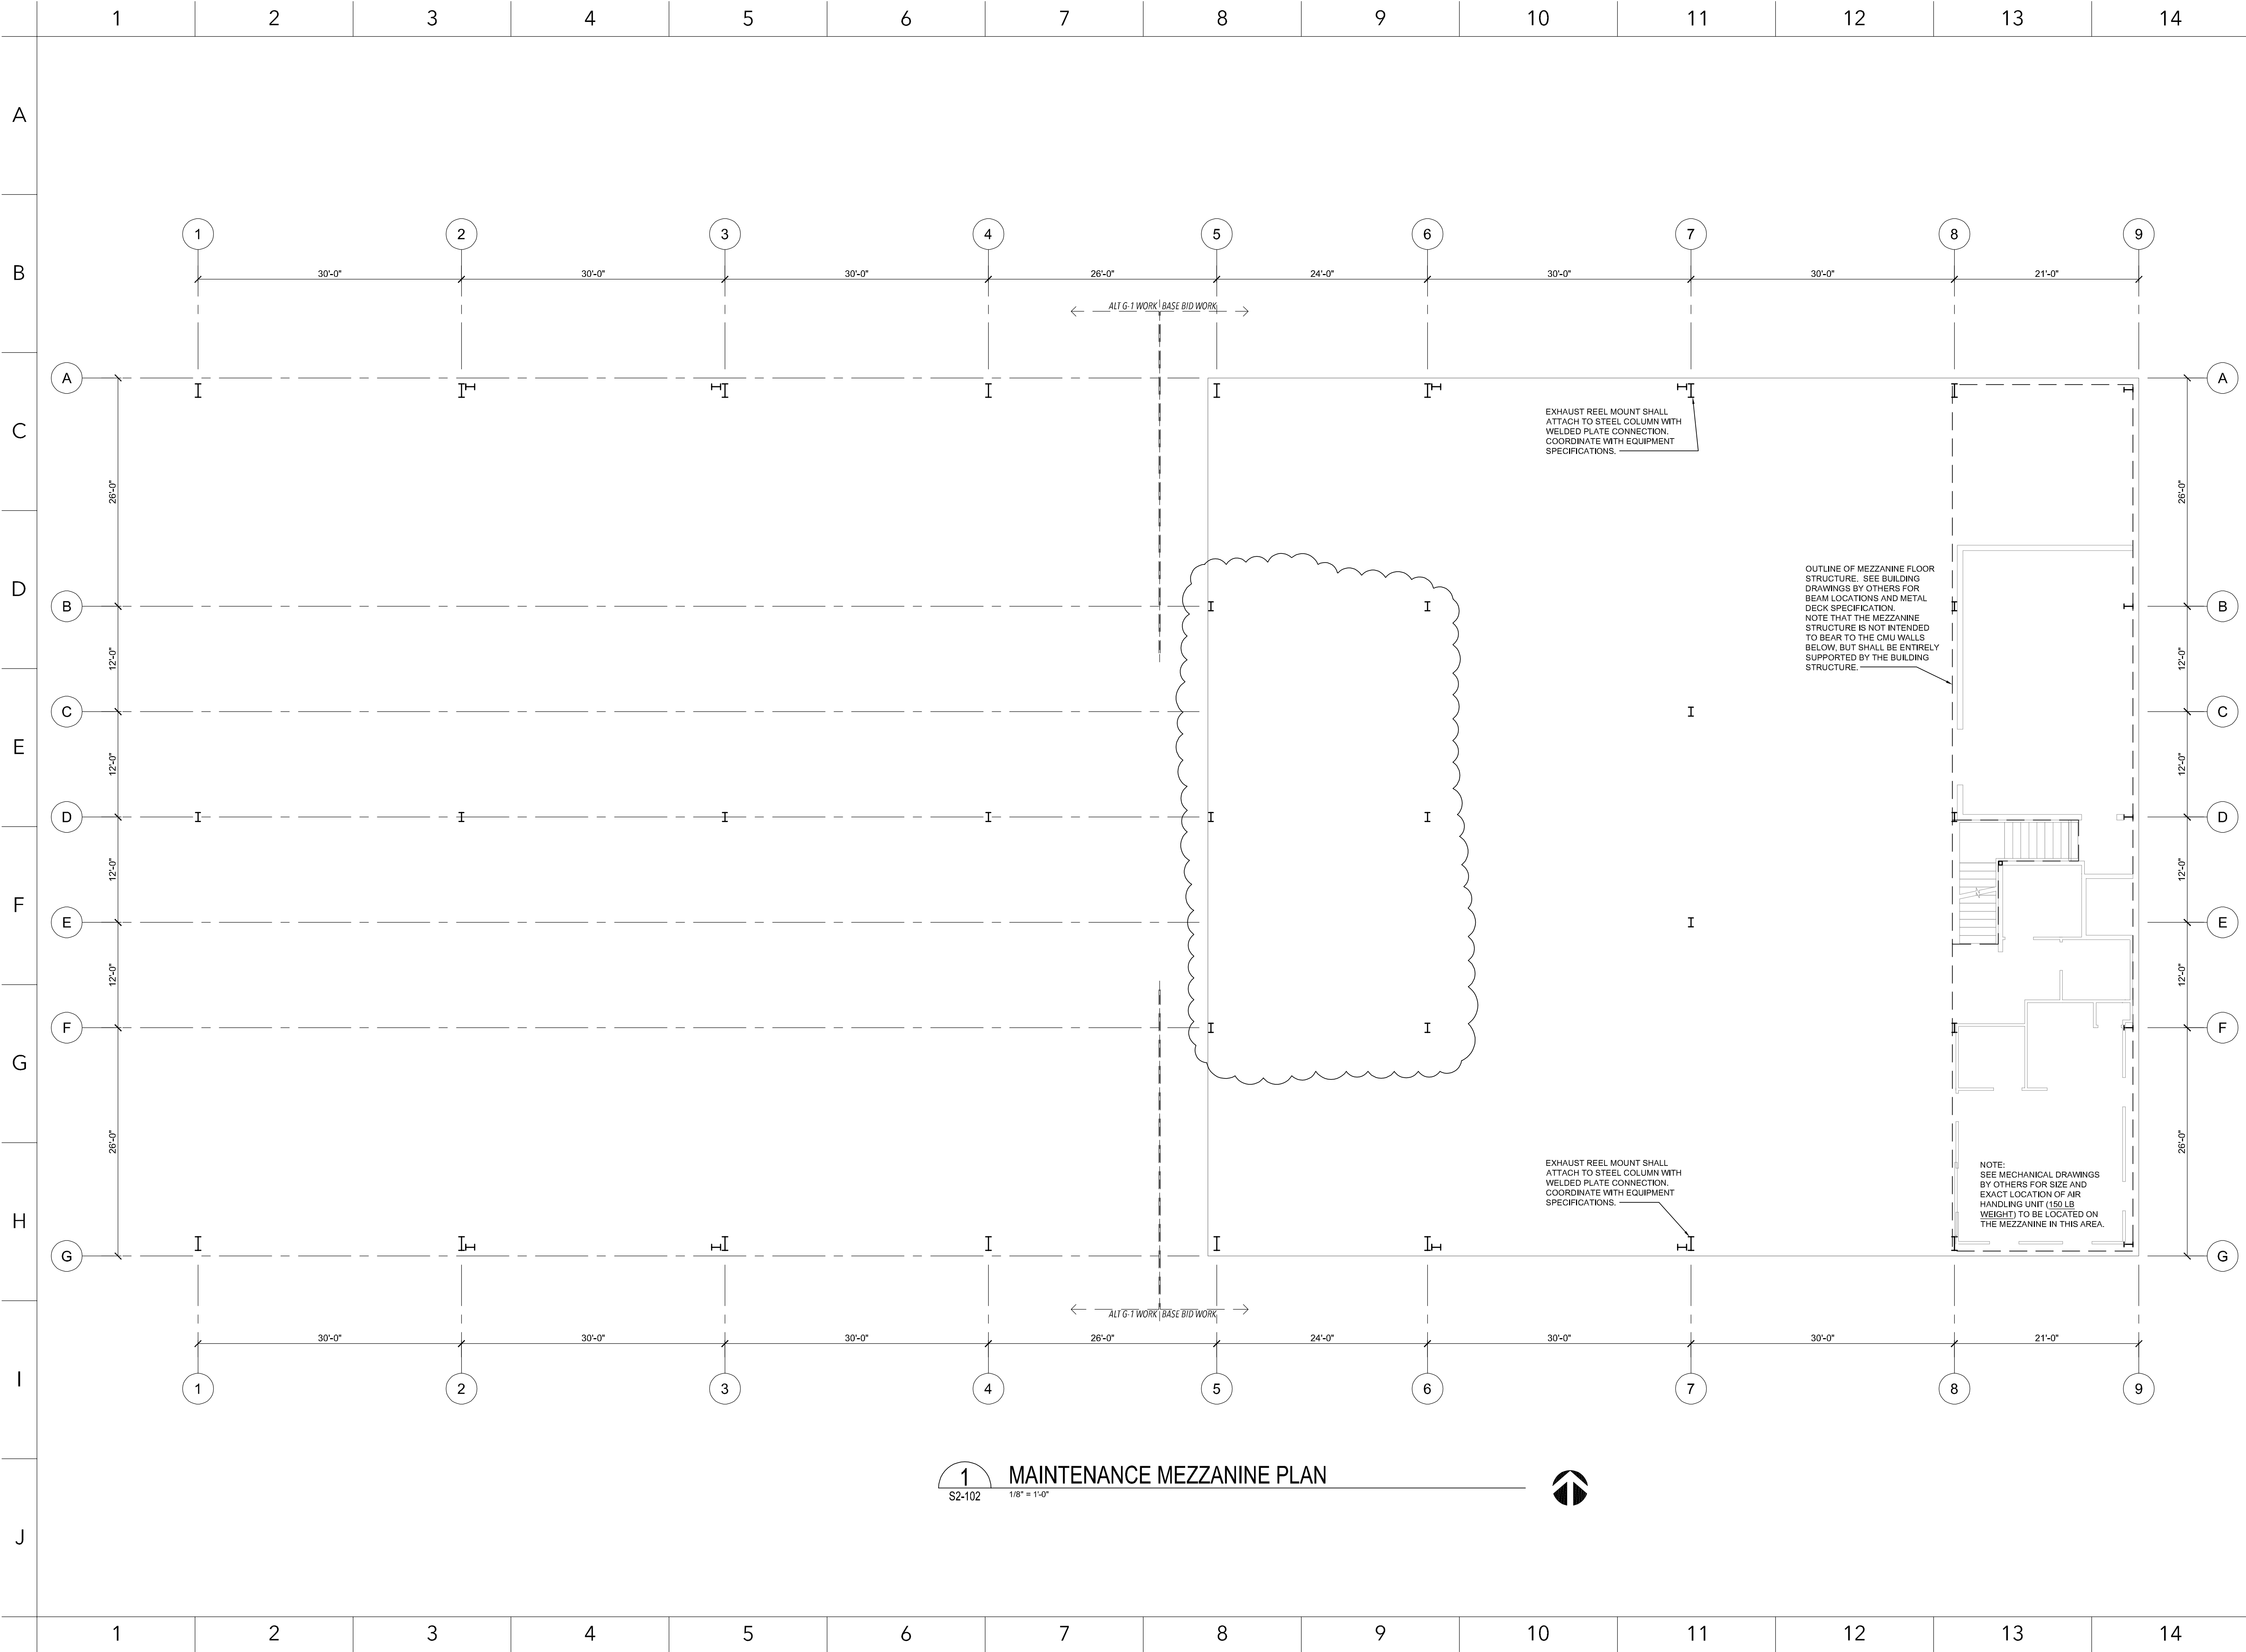 1 2 3 4 5 6 7 8 9 10 11 12 13 14
A
B
1 2 3 4 5 6 7 8 9
30'-0" 30'-0" 30'-0" 26'-0" 24'-0" 30'-0" 30'-0" 21'-0"
ALT G-1 WORK BASE BID WORK
A A
C
EXHAUST REEL MOUNT SHALL
ATTACH TO STEEL COLUMN WITH
WELDED PLATE CONNECTION.
COORDINATE WITH EQUIPMENT
SPECIFICATIONS.
26'-0" 26'-0"
D
OUTLINE OF MEZZANINE FLOOR
STRUCTURE. SEE BUILDING
DRAWINGS BY OTHERS FOR
BEAM LOCATIONS AND METAL
DECK SPECIFICATION.
NOTE THAT THE MEZZANINE
STRUCTURE IS NOT INTENDED
TO BEAR TO THE CMU WALLS
BELOW, BUT SHALL BE ENTIRELY
SUPPORTED BY THE BUILDING
STRUCTURE.
B B
12'-0" 12'-0"
C C
E
12'-0" 12'-0"
D D
12'-0" 12'-0"
F
E E
12'-0" 12'-0"
F F
G
26'-0" 26'-0"
EXHAUST REEL MOUNT SHALL
ATTACH TO STEEL COLUMN WITH
WELDED PLATE CONNECTION.
COORDINATE WITH EQUIPMENT
SPECIFICATIONS.
NOTE:
SEE MECHANICAL DRAWINGS
BY OTHERS FOR SIZE AND
EXACT LOCATION OF AIR
HANDLING UNIT (150 LB
WEIGHT) TO BE LOCATED ON
THE MEZZANINE IN THIS AREA.
H
G G
ALT G-1 WORK BASE BID WORK
30'-0" 30'-0" 30'-0" 26'-0" 24'-0" 30'-0" 30'-0" 21'-0"
I
1 2 3 4 5 6 7 8 9
1 MAINTENANCE MEZZANINE PLAN
S2-102 1/8" = 1'-0"
J
1 2 3 4 5 6 7 8 9 10 11 12 13 14